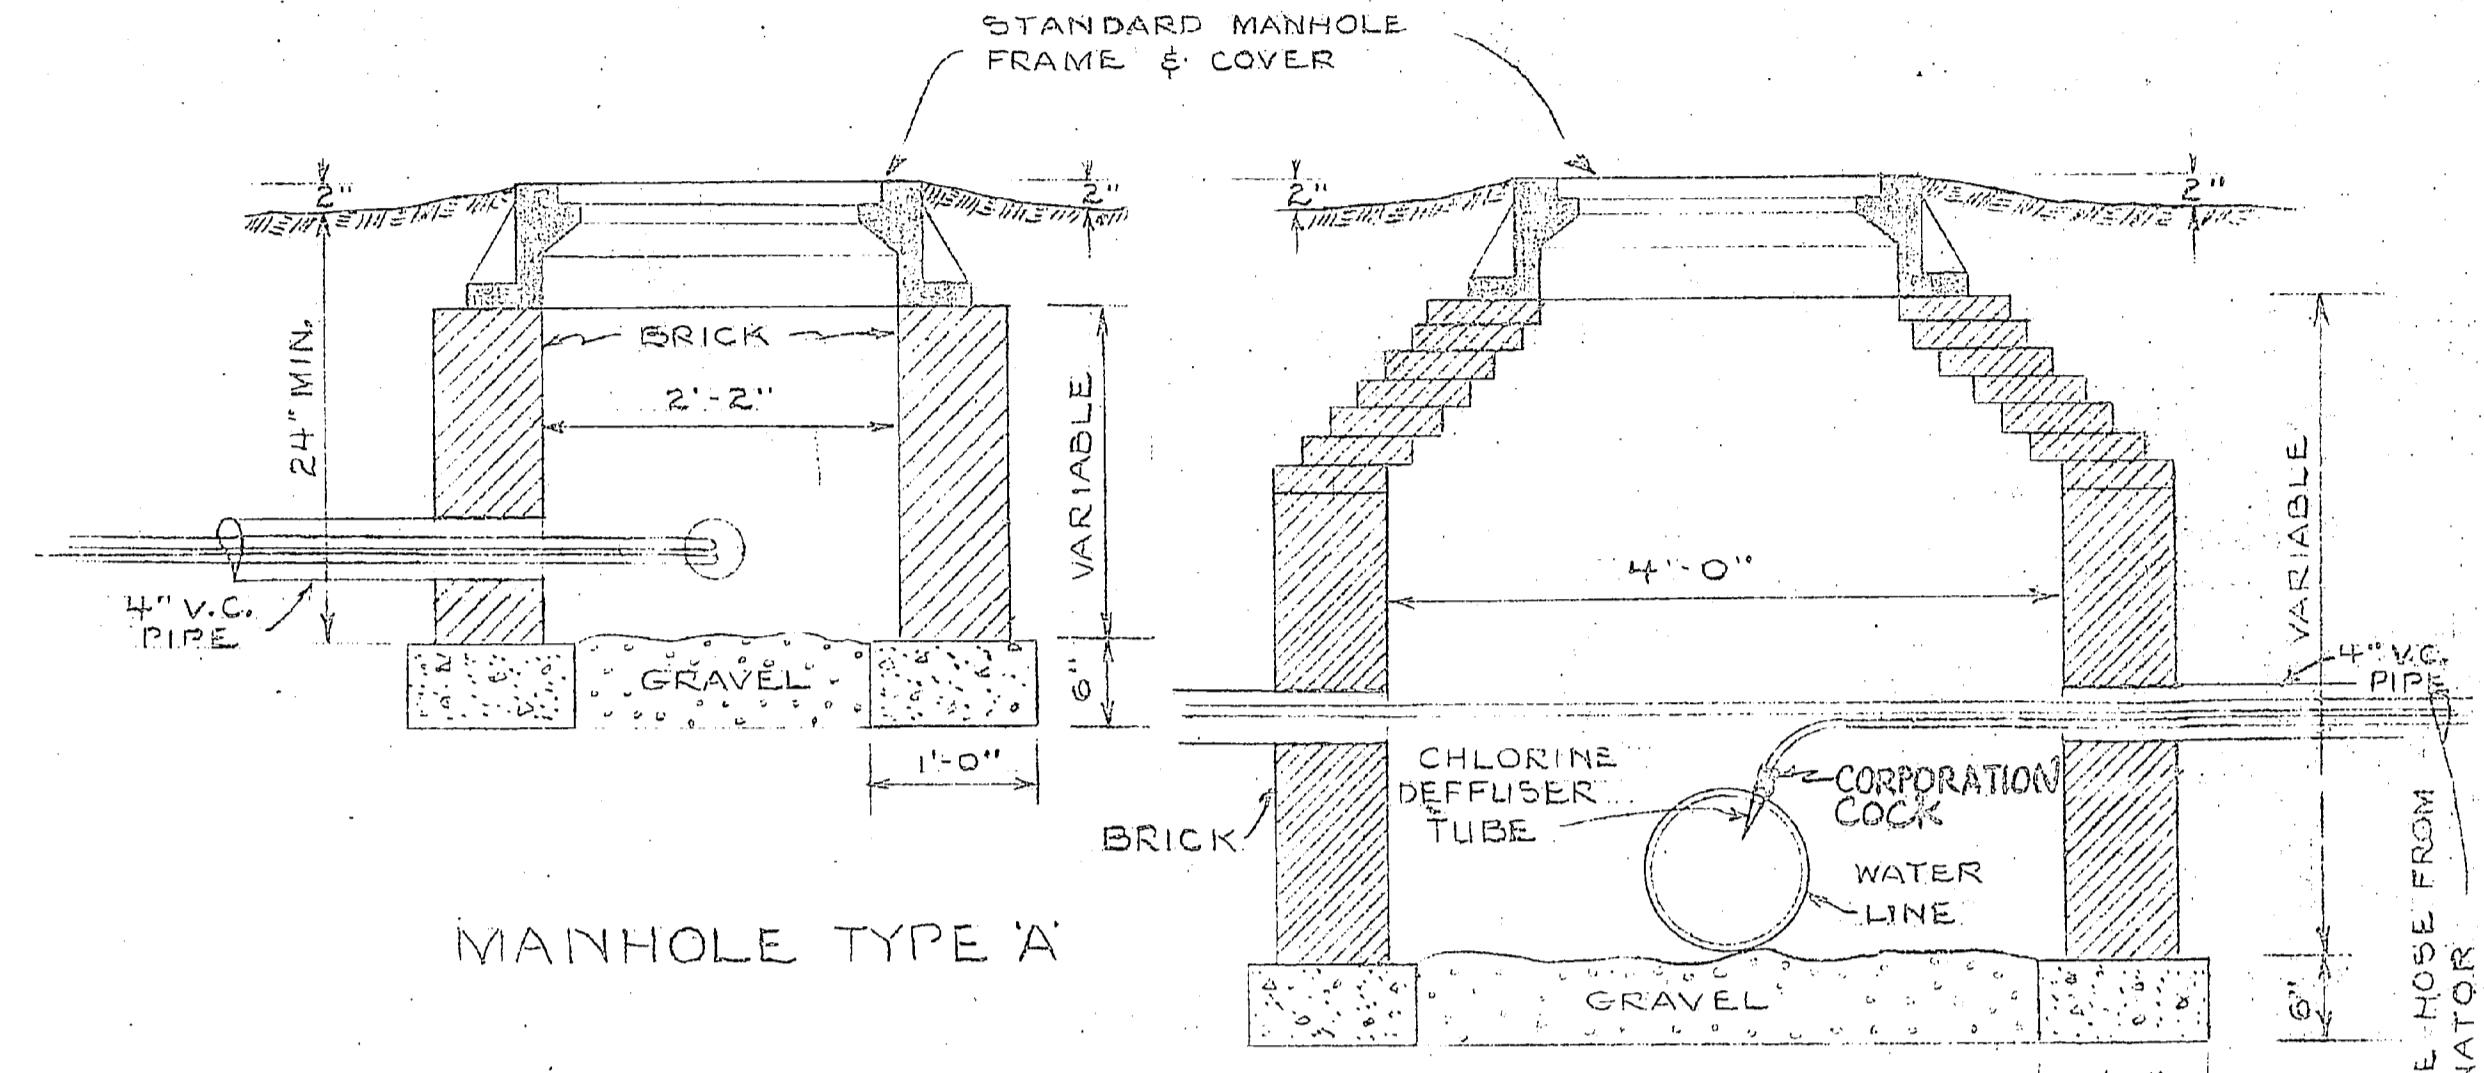 STANDARD MANHOLE
FRAME & COVER
2"
2"
2"
2"
24" MIN.
BRICK
2'-2"
VARIABLE
4" V.C.
PIPE
GRAVEL
6"
1'-0"
MANHOLE TYPE 'A'
4'-0"
VARIABLE
4" V.C.
PIPE
CHLORINE
DEFFUSER
TUBE
CORPORATION
COCK
BRICK
WATER
LINE
GRAVEL
6"
HOSE FROM